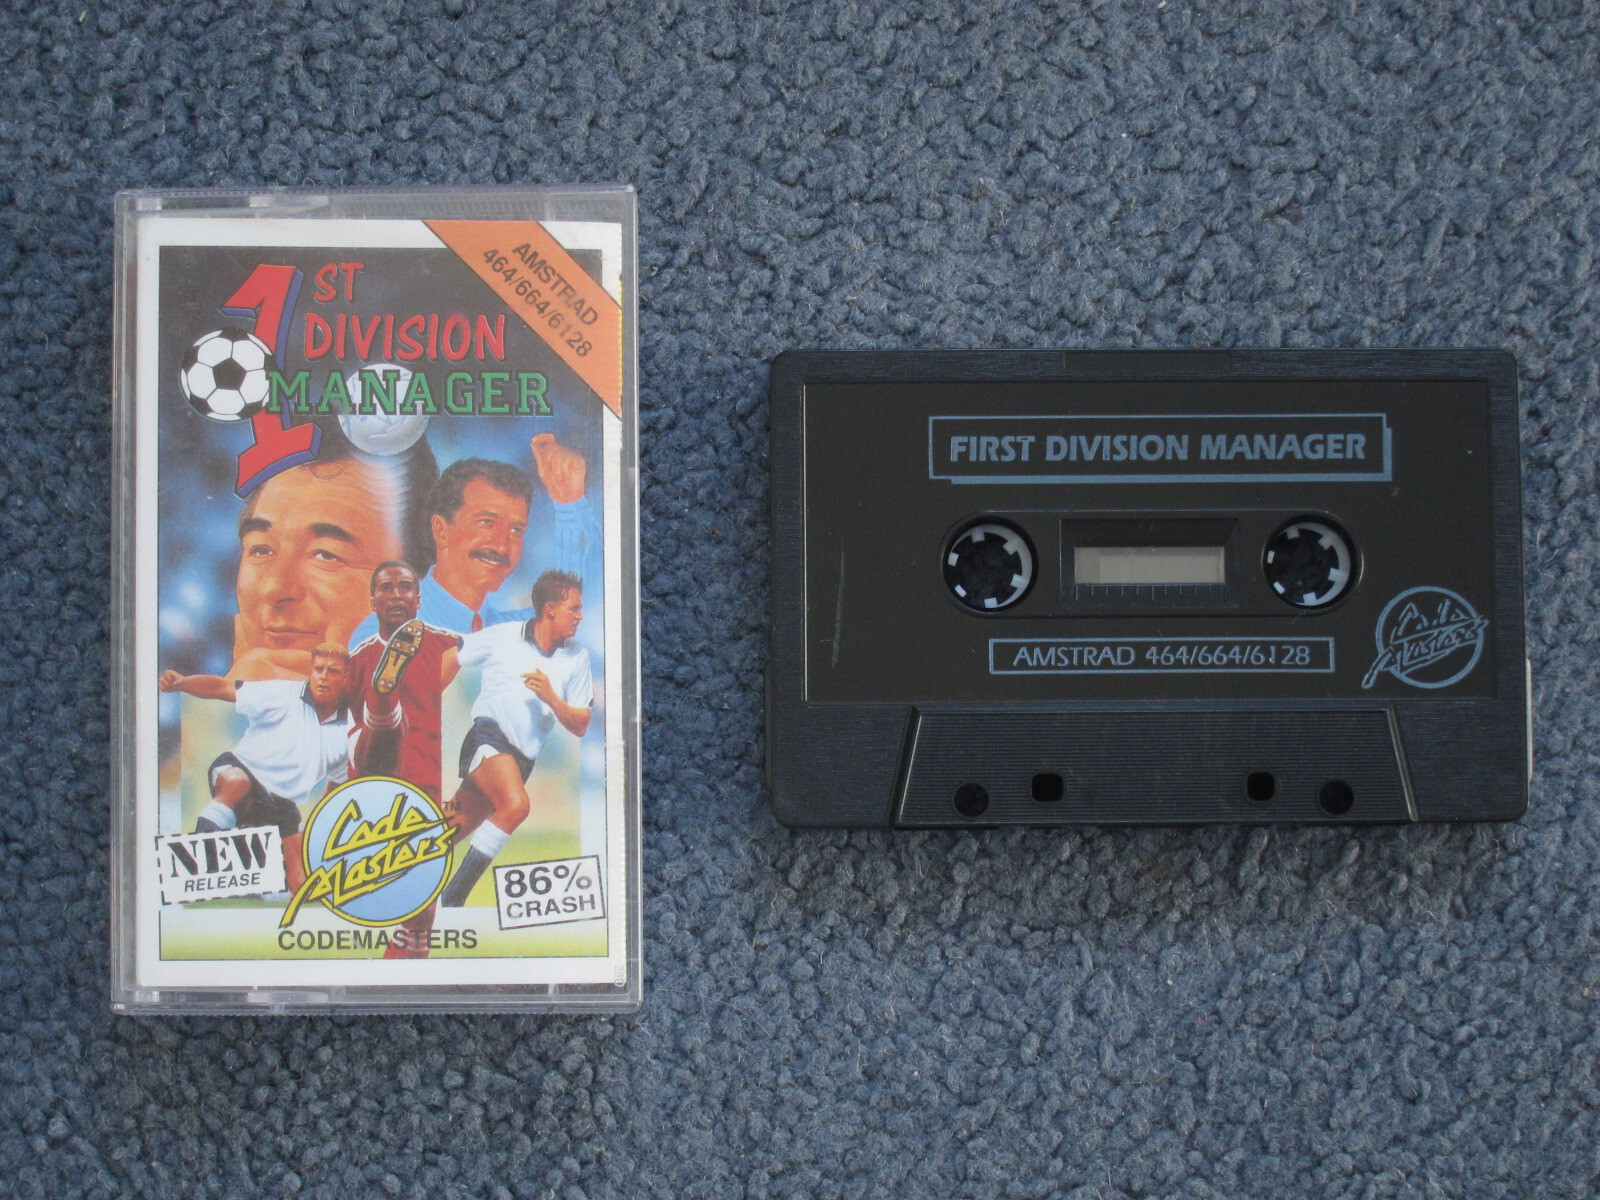 1ST
DIVISION
MANAGER
AMSTRAD
464/664/6128
NEW
RELEASE
Code
Masters
TM
86%
CRASH
CODEMASTERS
FIRST DIVISION MANAGER
AMSTRAD 464/664/6128
Code
Masters